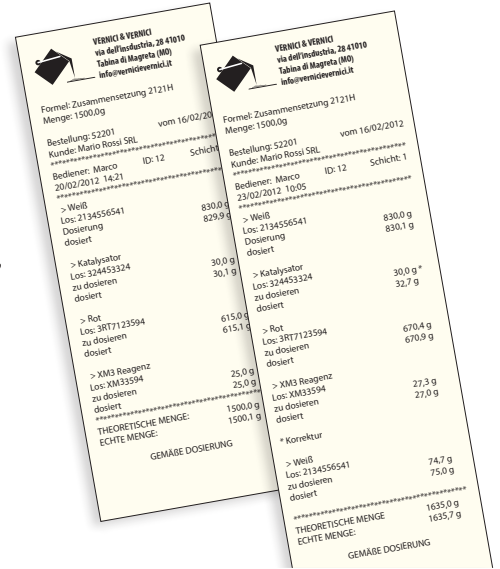 VERNICI & VERNICI
via dell'insdustria, 28 41010
Tabina di Magreta (MO)
info@vernicievernici.it
Formel: Zusammensetzung 2121H
Menge: 1500,0g
Bestellung: 52201 vom 16/02/20
Kunde: Mario Rossi SRL
****************************************
Bediener: Marco ID: 12 Schicht:
20/02/2012 14:21
****************************************
> Weiß
Los: 2134556541 830,0 g
Dosierung 829,9 g
dosiert
> Katalysator
Los: 324453324 30,0 g
zu dosieren 30,1 g
dosiert
> Rot
Los: 3RT7123594 615,0 g
zu dosieren 615,1 g
dosiert
> XM3 Reagenz
Los: XM33594 25,0 g
zu dosieren 25,0 g
dosiert
****************************************
THEORETISCHE MENGE: 1500,0 g
ECHTE MENGE: 1500,1 g
GEMÄẞE DOSIERUNG
VERNICI & VERNICI
via dell'insdustria, 28 41010
Tabina di Magreta (MO)
info@vernicievernici.it
Formel: Zusammensetzung 2121H
Menge: 1500,0g
Bestellung: 52201 vom 16/02/2012
Kunde: Mario Rossi SRL
****************************************
Bediener: Marco ID: 12 Schicht: 1
23/02/2012 10:05
****************************************
> Weiß
Los: 2134556541 830,0 g
Dosierung 830,1 g
dosiert
> Katalysator
Los: 324453324 30,0 g *
zu dosieren 32,7 g
dosiert
> Rot
Los: 3RT7123594 670,4 g
zu dosieren 670,9 g
dosiert
> XM3 Reagenz
Los: XM33594 27,3 g
zu dosieren 27,0 g
dosiert
* Korrektur
> Weiß
Los: 2134556541 74,7 g
zu dosieren 75,0 g
dosiert
****************************************
THEORETISCHE MENGE 1635,0 g
ECHTE MENGE: 1635,7 g
GEMÄẞE DOSIERUNG